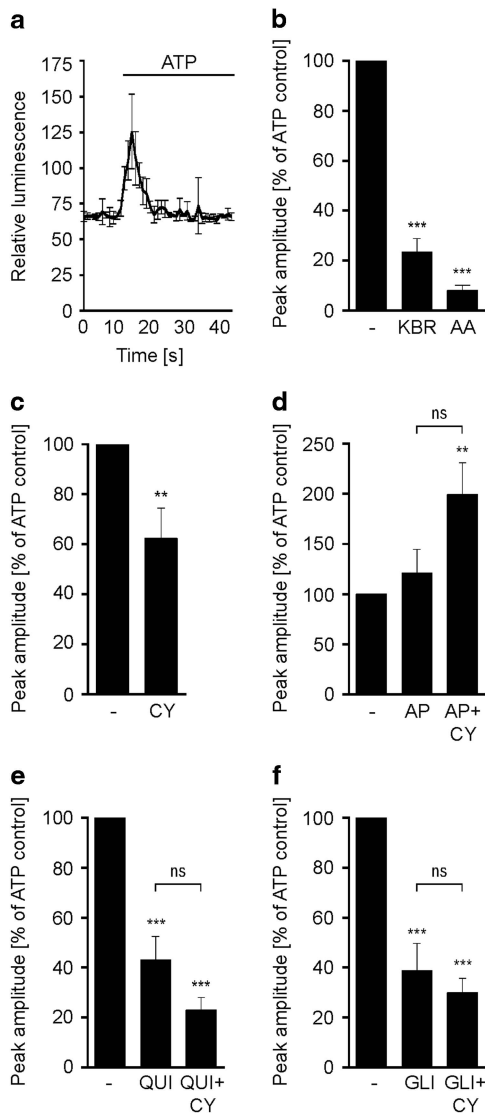 a
ATP
Relative luminescence
175
150
125
100
75
50
25
0
0 10 20 30 40
Time [s]
b
Peak amplitude [% of ATP control]
100
80
60
40
20
0
***
***
- KBR AA
c
Peak amplitude [% of ATP control]
100
80
60
40
20
0
**
- CY
d
Peak amplitude [% of ATP control]
250
200
150
100
50
0
ns
**
- AP AP+
CY
e
Peak amplitude [% of ATP control]
100
80
60
40
20
0
ns
***
***
- QUI QUI+
CY
f
Peak amplitude [% of ATP control]
100
80
60
40
20
0
ns
***
***
- GLI GLI+
CY